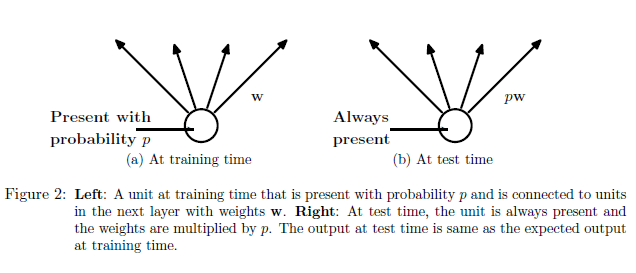 w
Present with
probability p
(a) At training time
pw
Always
present
(b) At test time
Figure 2: Left: A unit at training time that is present with probability p and is connected to units
in the next layer with weights w. Right: At test time, the unit is always present and
the weights are multiplied by p. The output at test time is same as the expected output
at training time.